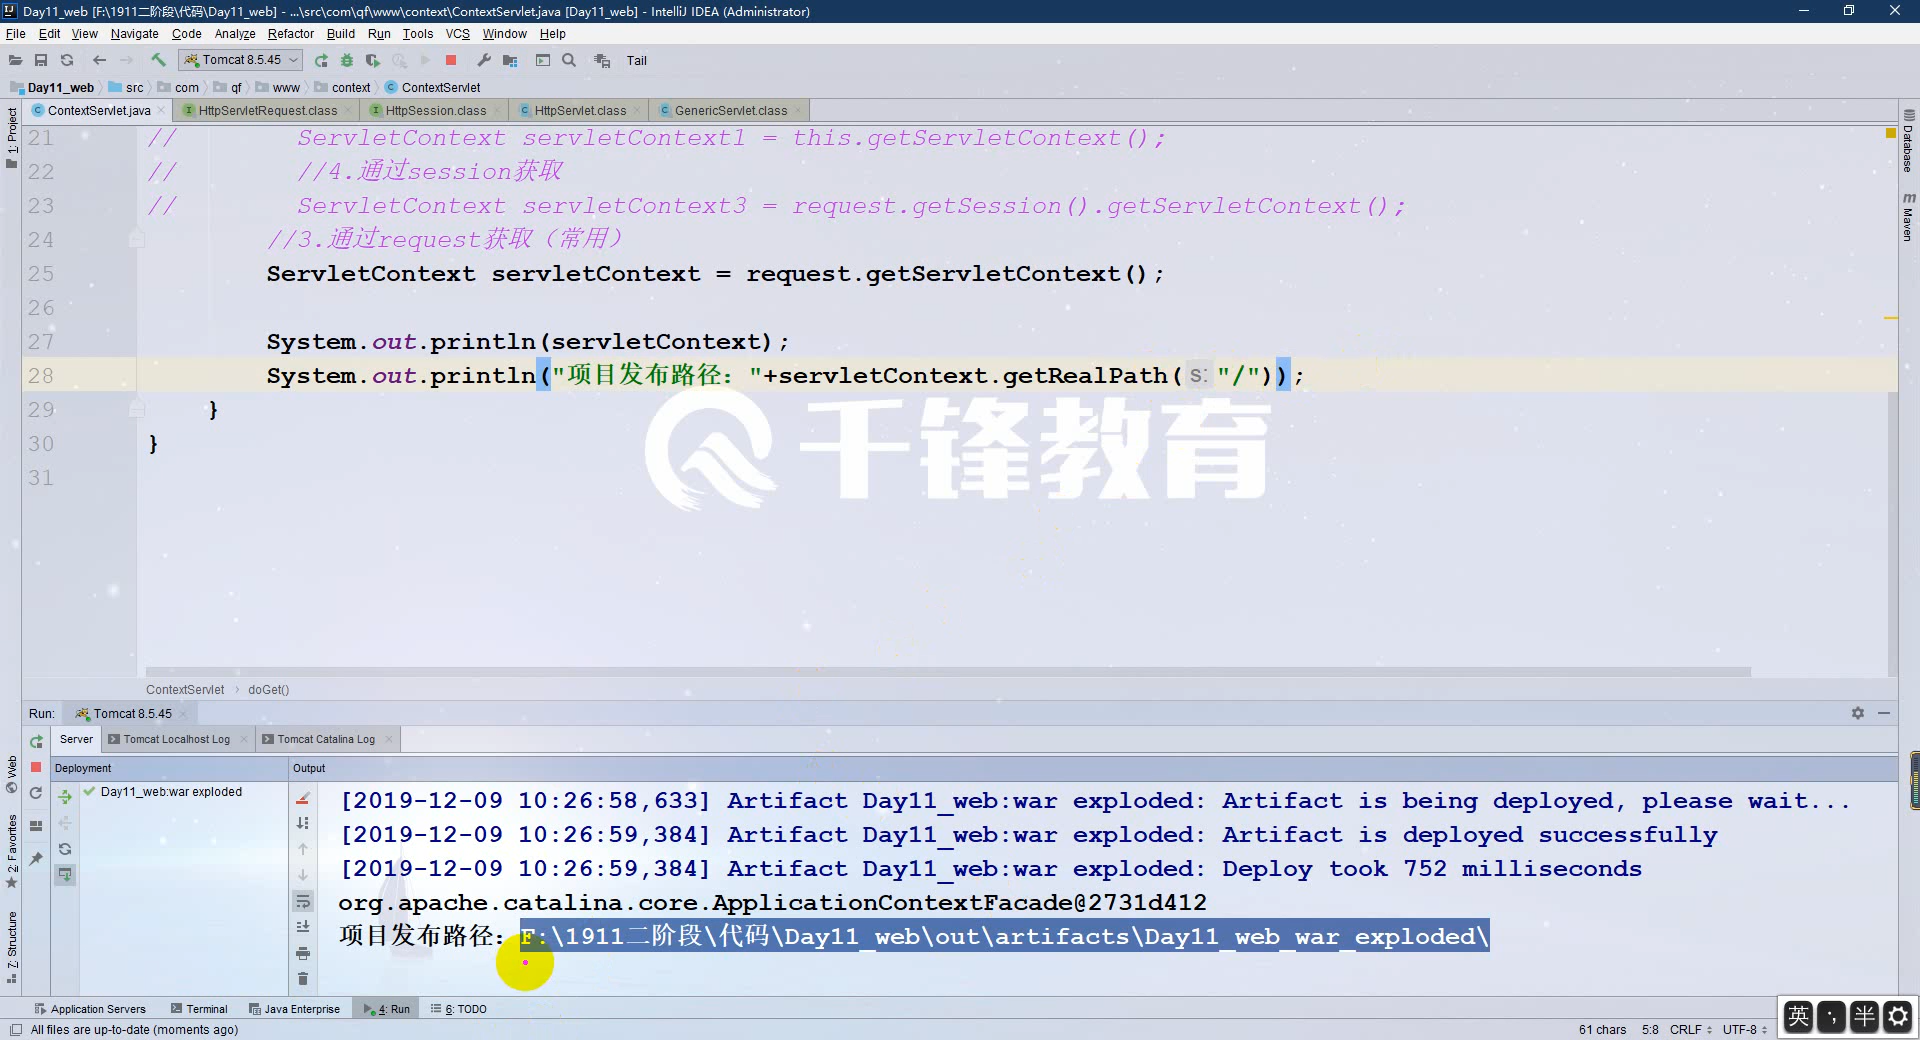 Day11_web [F:\1911二阶段\代码\Day11_web] - ...\src\com\qf\www\context\ContextServlet.java [Day11_web] - IntelliJ IDEA (Administrator)
File Edit View Navigate Code Analyze Refactor Build Run Tools VCS Window Help
Tomcat 8.5.45 Tail
Day11_web src com qf www context ContextServlet
ContextServlet.java HttpServletRequest.class HttpSession.class HttpServlet.class GenericServlet.class
21 // ServletContext servletContext1 = this.getServletContext();
22 // //4.通过session获取
23 // ServletContext servletContext3 = request.getSession().getServletContext();
24 //3.通过request获取（常用）
25 ServletContext servletContext = request.getServletContext();
26
27 System.out.println(servletContext);
28 System.out.println("项目发布路径："+servletContext.getRealPath( s: "/"));
29 }
30 }
31
千锋教育
ContextServlet › doGet()
Run: Tomcat 8.5.45
Server Tomcat Localhost Log Tomcat Catalina Log
Deployment Output
Day11_web:war exploded
[2019-12-09 10:26:58,633] Artifact Day11_web:war exploded: Artifact is being deployed, please wait...
[2019-12-09 10:26:59,384] Artifact Day11_web:war exploded: Artifact is deployed successfully
[2019-12-09 10:26:59,384] Artifact Day11_web:war exploded: Deploy took 752 milliseconds
org.apache.catalina.core.ApplicationContextFacade@2731d412
项目发布路径：F:\1911二阶段\代码\Day11_web\out\artifacts\Day11_web_war_exploded\
Application Servers Terminal Java Enterprise 4: Run 6: TODO
All files are up-to-date (moments ago) 61 chars 5:8 CRLF UTF-8
英 半
1: Project
Web
2: Favorites
7: Structure
Database
Maven